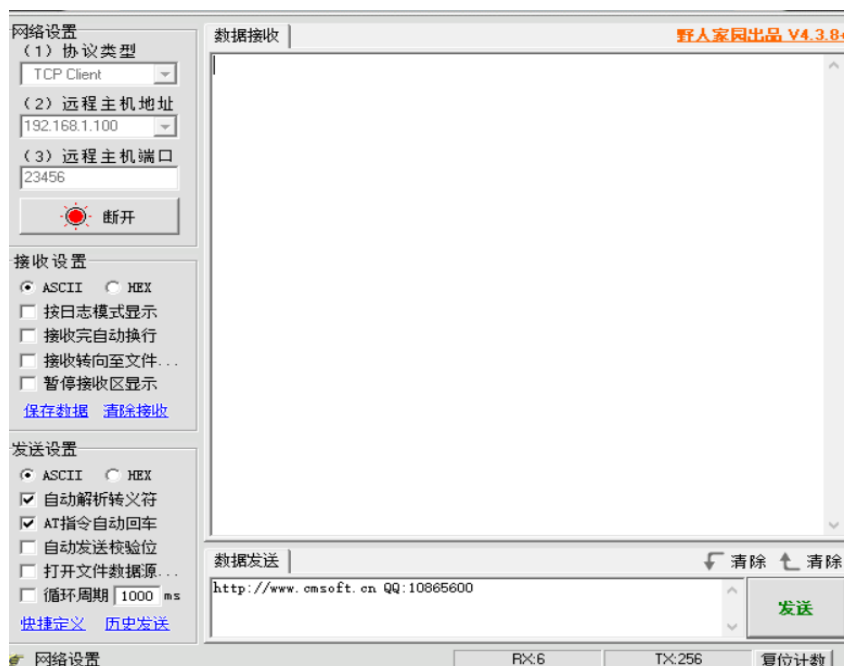 网络设置
（1）协议类型
TCP Client
（2）远程主机地址
192.168.1.100
（3）远程主机端口
23456
断开
接收设置
ASCII HEX
按日志模式显示
接收完自动换行
接收转向至文件...
暂停接收区显示
保存数据 清除接收
发送设置
ASCII HEX
自动解析转义符
AT指令自动回车
自动发送校验位
打开文件数据源...
循环周期 1000 ms
快捷定义 历史发送
数据接收 野人家园出品 V4.3.8
数据发送 清除 清除
http://www.cmsoft.cn QQ:10865600
发送
网络设置 RX:6 TX:256 复位计数